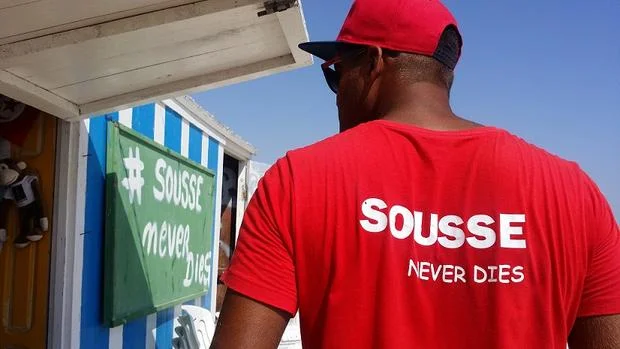 # SOUSSE
never
DIES
SOUSSE
NEVER DIES